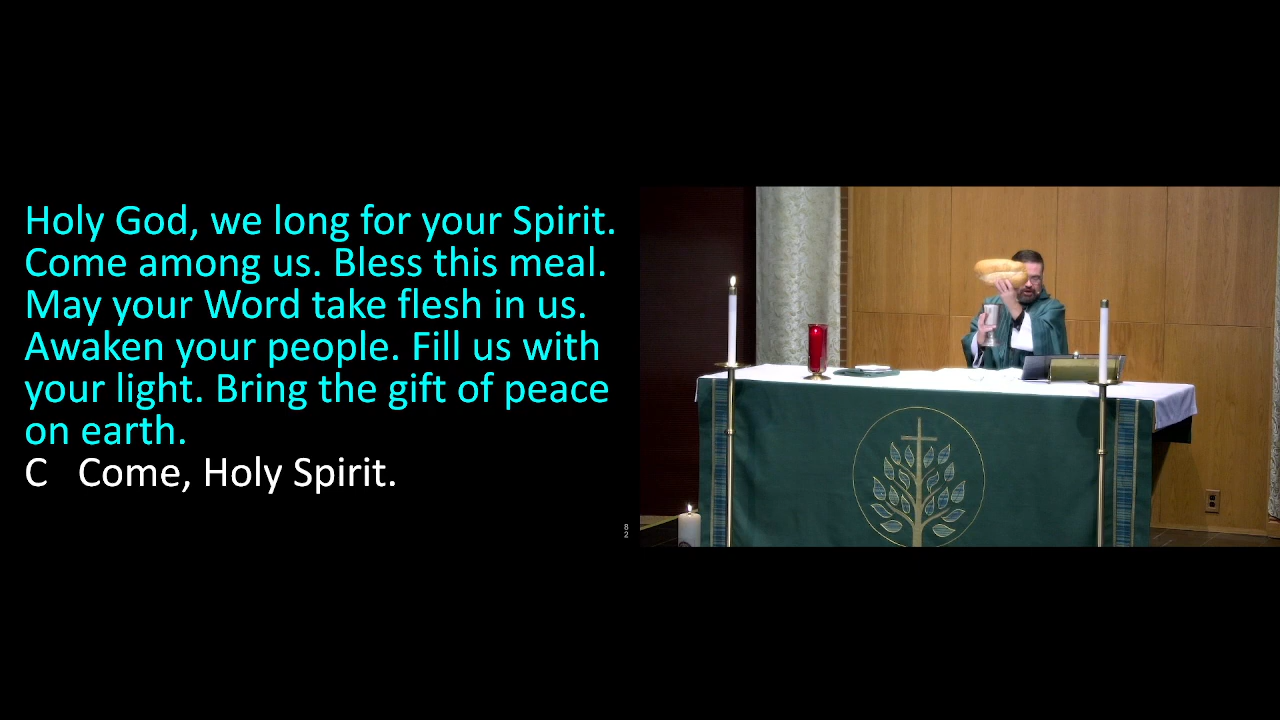 Holy God, we long for your Spirit.
Come among us. Bless this meal.
May your Word take flesh in us.
Awaken your people. Fill us with
your light. Bring the gift of peace
on earth.
C Come, Holy Spirit.
8
2